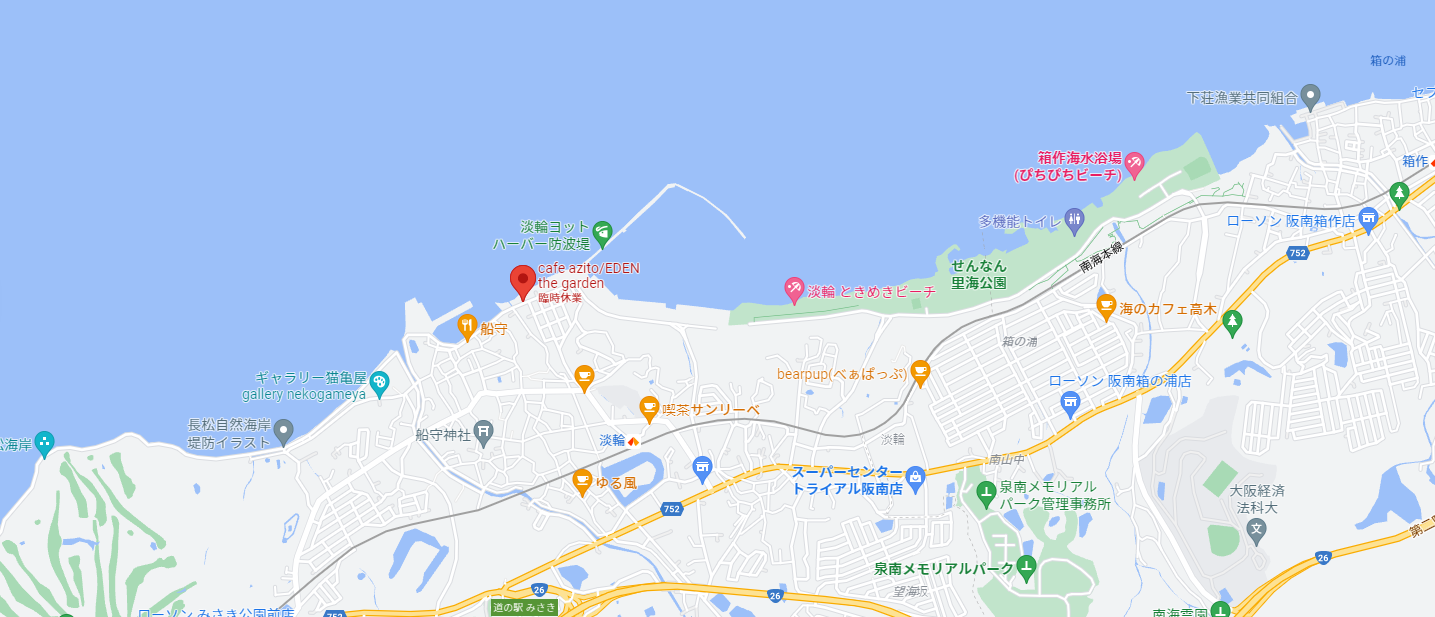 箱の浦
下荘漁業共同組合
箱作海水浴場
(ぴちぴちビーチ)
箱作
多機能トイレ
ローソン 阪南箱作店
淡輪ヨット
ハーバー防波堤
752
南海本線
cafe azito/EDEN
the garden
臨時休業
せんなん
里海公園
淡輪 ときめきビーチ
海のカフェ高木
船守
箱の浦
ギャラリー猫亀屋
gallery nekogameya
bearpup(べぁぱっぷ)
ローソン 阪南箱の浦店
喫茶サンリーベ
長松自然海岸
堤防イラスト
船守神社
淡輪
淡輪
海岸
南山中
スーパーセンター
トライアル阪南店
ゆる風
泉南メモリアル
パーク管理事務所
大阪経済
法科大
752
第二
26
泉南メモリアルパーク
26
26
望海坂
道の駅 みさき
ローソン みさき公園前店
752
南海霊園